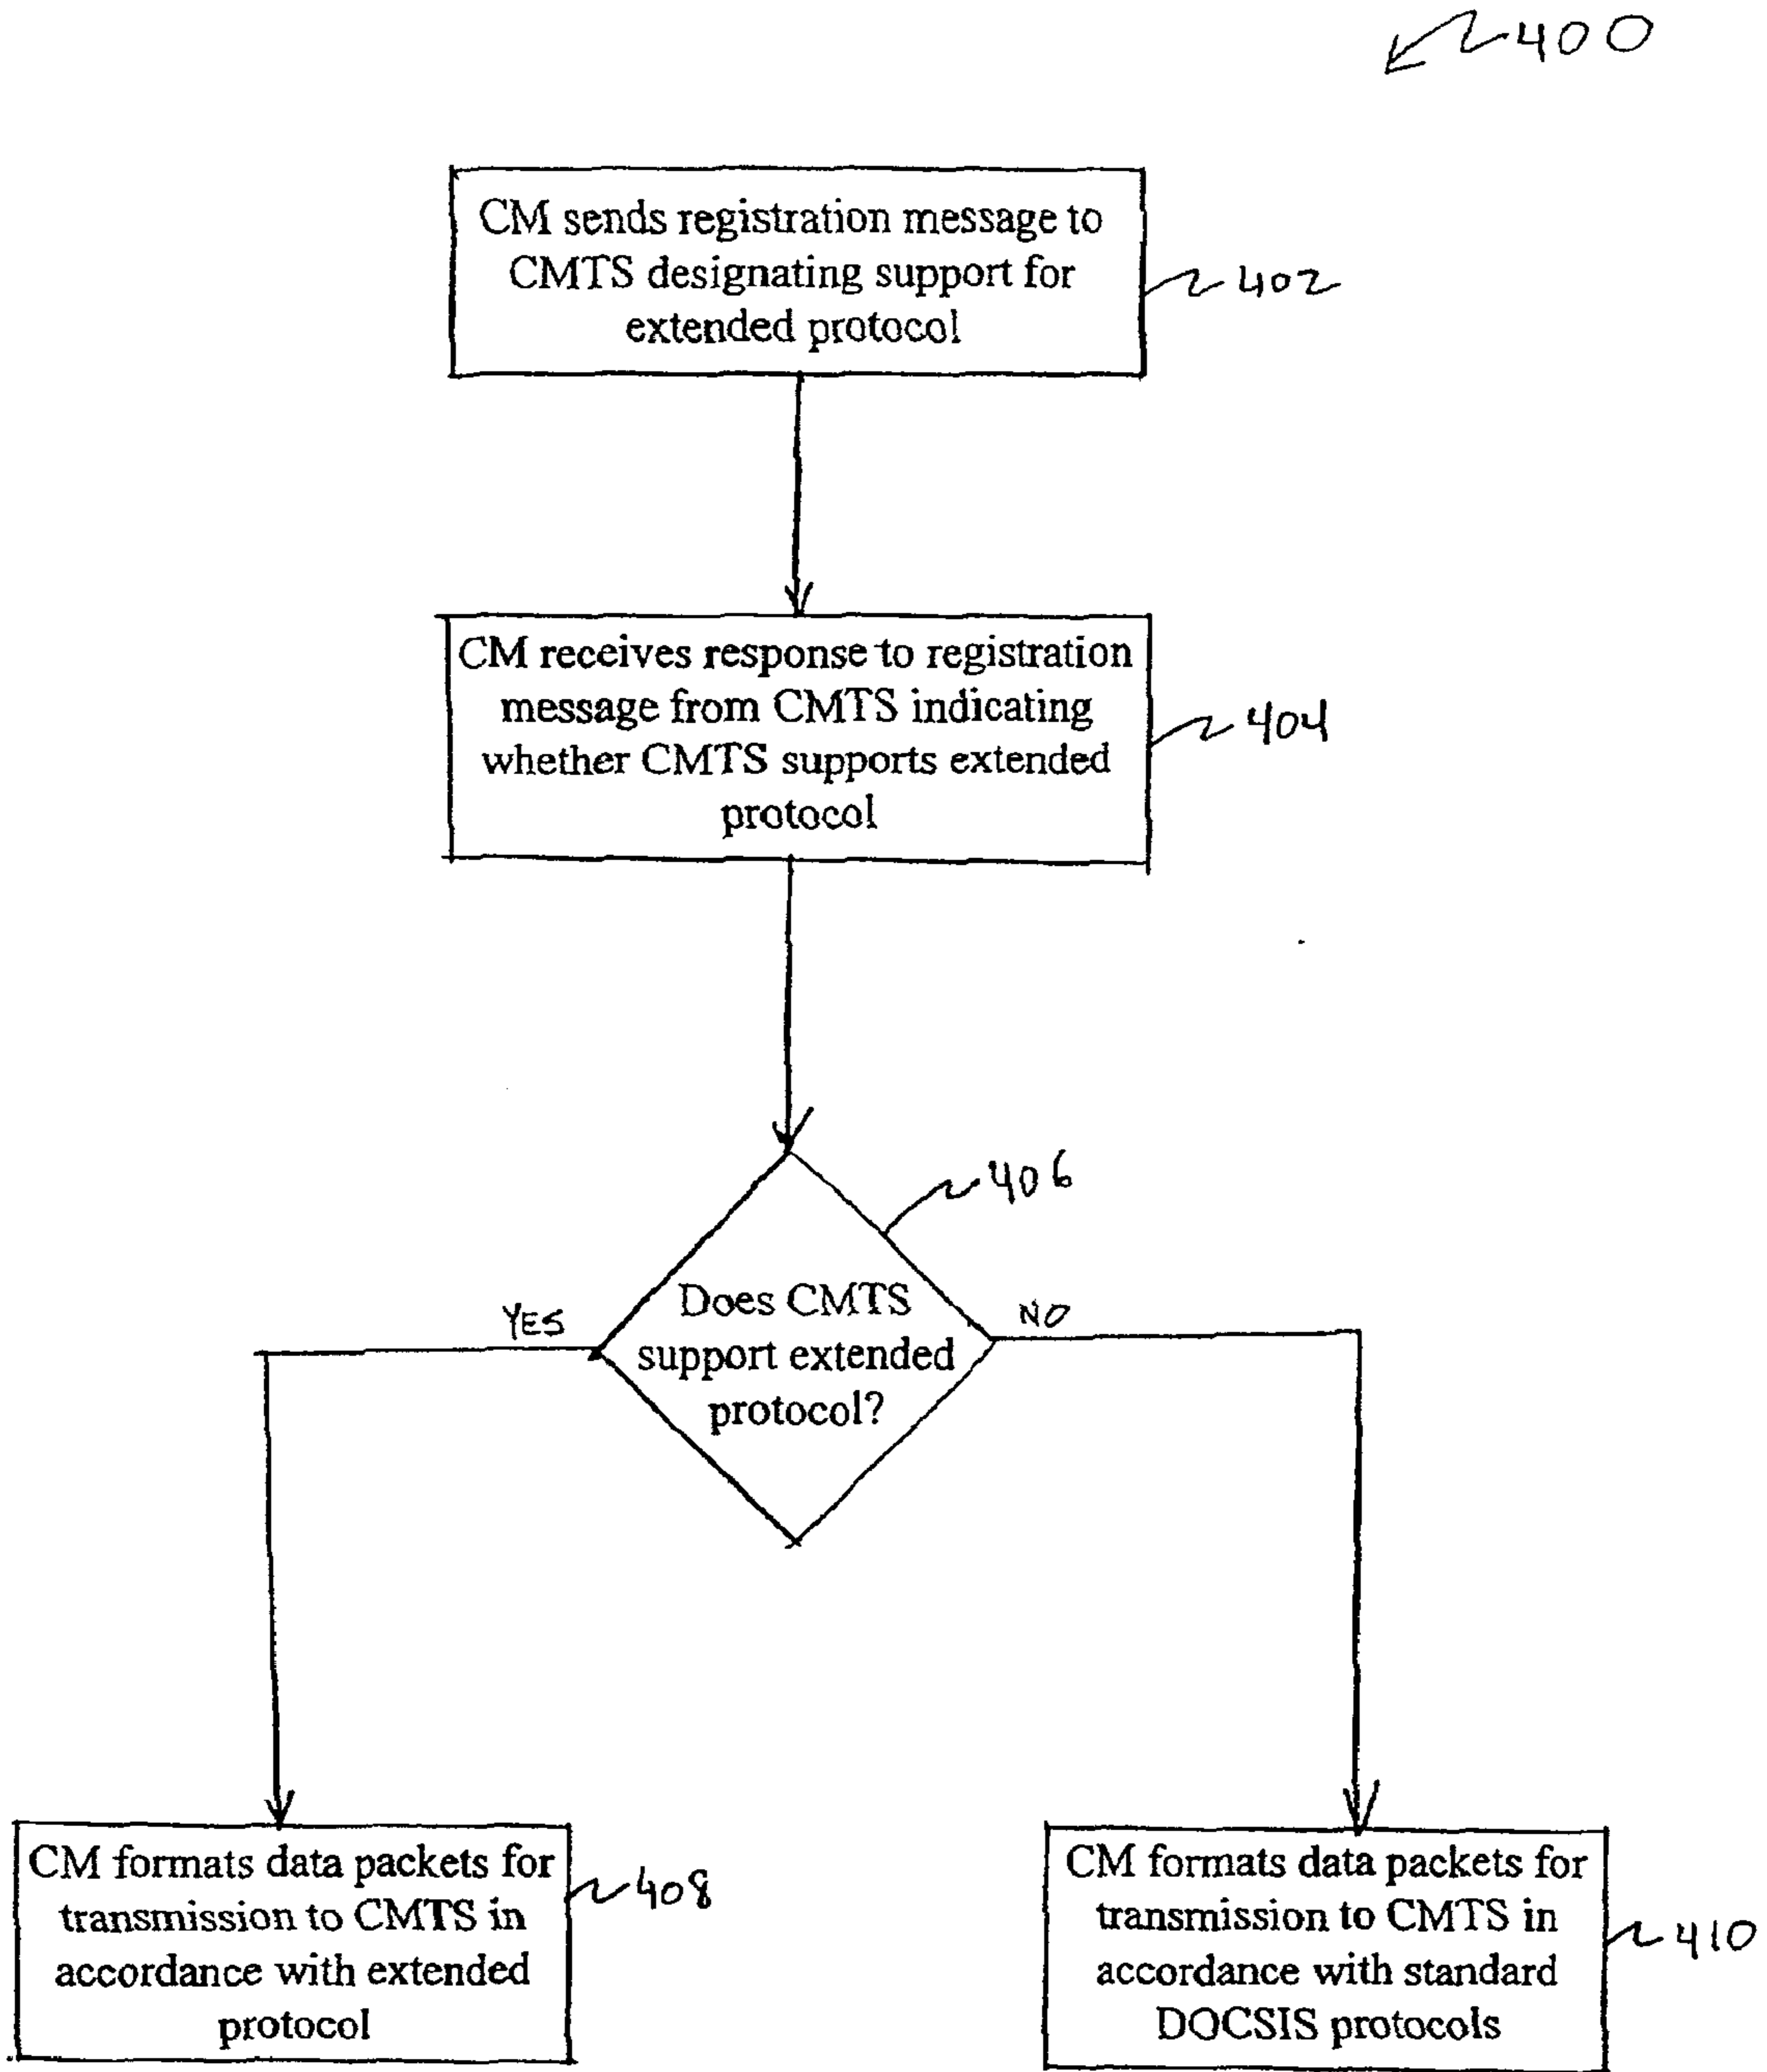 400
CM sends registration message to
CMTS designating support for
extended protocol
402
CM receives response to registration
message from CMTS indicating
whether CMTS supports extended
protocol
404
406
Does CMTS
support extended
protocol?
YES
NO
CM formats data packets for
transmission to CMTS in
accordance with extended
protocol
408
CM formats data packets for
transmission to CMTS in
accordance with standard
DOCSIS protocols
410